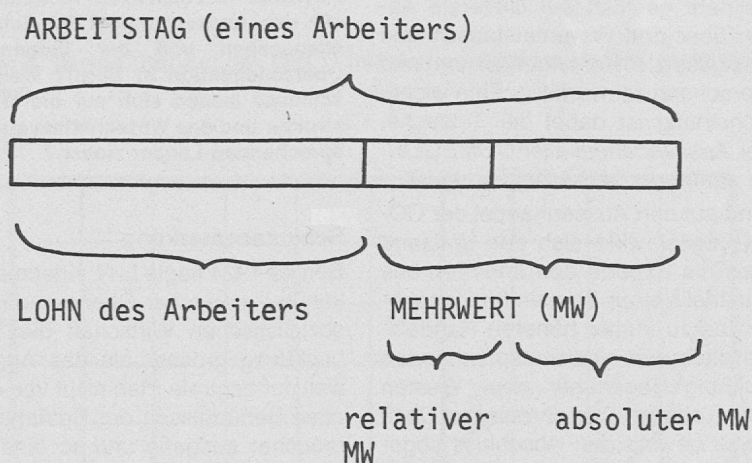 ARBEITSTAG (eines Arbeiters)
LOHN des Arbeiters
MEHRWERT (MW)
relativer MW
absoluter MW